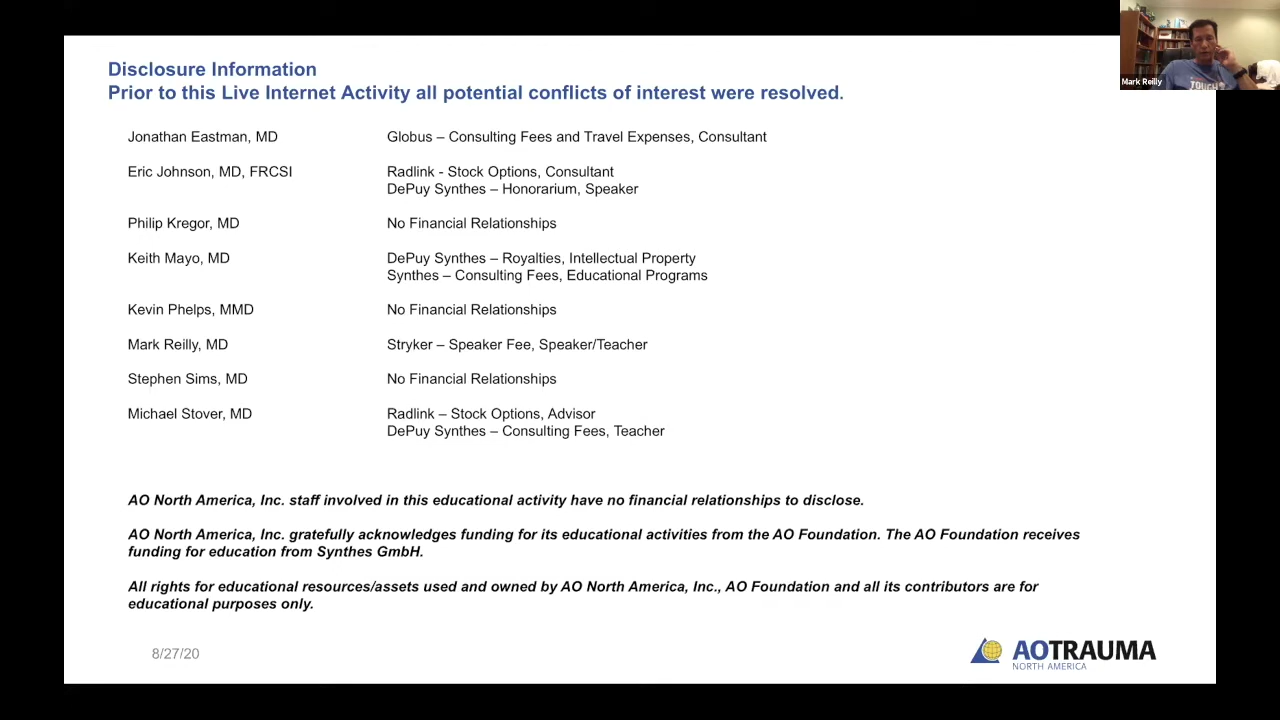 Disclosure Information
Prior to this Live Internet Activity all potential conflicts of interest were resolved.
Jonathan Eastman, MD Globus – Consulting Fees and Travel Expenses, Consultant
Eric Johnson, MD, FRCSI Radlink - Stock Options, Consultant
DePuy Synthes – Honorarium, Speaker
Philip Kregor, MD No Financial Relationships
Keith Mayo, MD DePuy Synthes – Royalties, Intellectual Property
Synthes – Consulting Fees, Educational Programs
Kevin Phelps, MMD No Financial Relationships
Mark Reilly, MD Stryker – Speaker Fee, Speaker/Teacher
Stephen Sims, MD No Financial Relationships
Michael Stover, MD Radlink – Stock Options, Advisor
DePuy Synthes – Consulting Fees, Teacher
AO North America, Inc. staff involved in this educational activity have no financial relationships to disclose.
AO North America, Inc. gratefully acknowledges funding for its educational activities from the AO Foundation. The AO Foundation receives
funding for education from Synthes GmbH.
All rights for educational resources/assets used and owned by AO North America, Inc., AO Foundation and all its contributors are for
educational purposes only.
8/27/20
AOTRAUMA
NORTH AMERICA
Mark Reilly